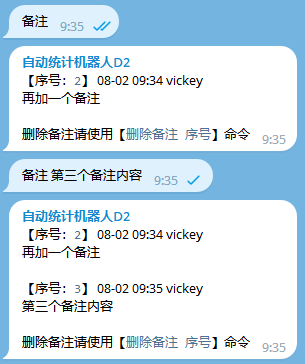 备注 9:35
自动统计机器人D2
【序号：2】 08-02 09:34 vickey
再加一个备注
删除备注请使用【删除备注 序号】命令 9:35
备注 第三个备注内容 9:35
自动统计机器人D2
【序号：2】 08-02 09:34 vickey
再加一个备注
【序号：3】 08-02 09:35 vickey
第三个备注内容
删除备注请使用【删除备注 序号】命令 9:35